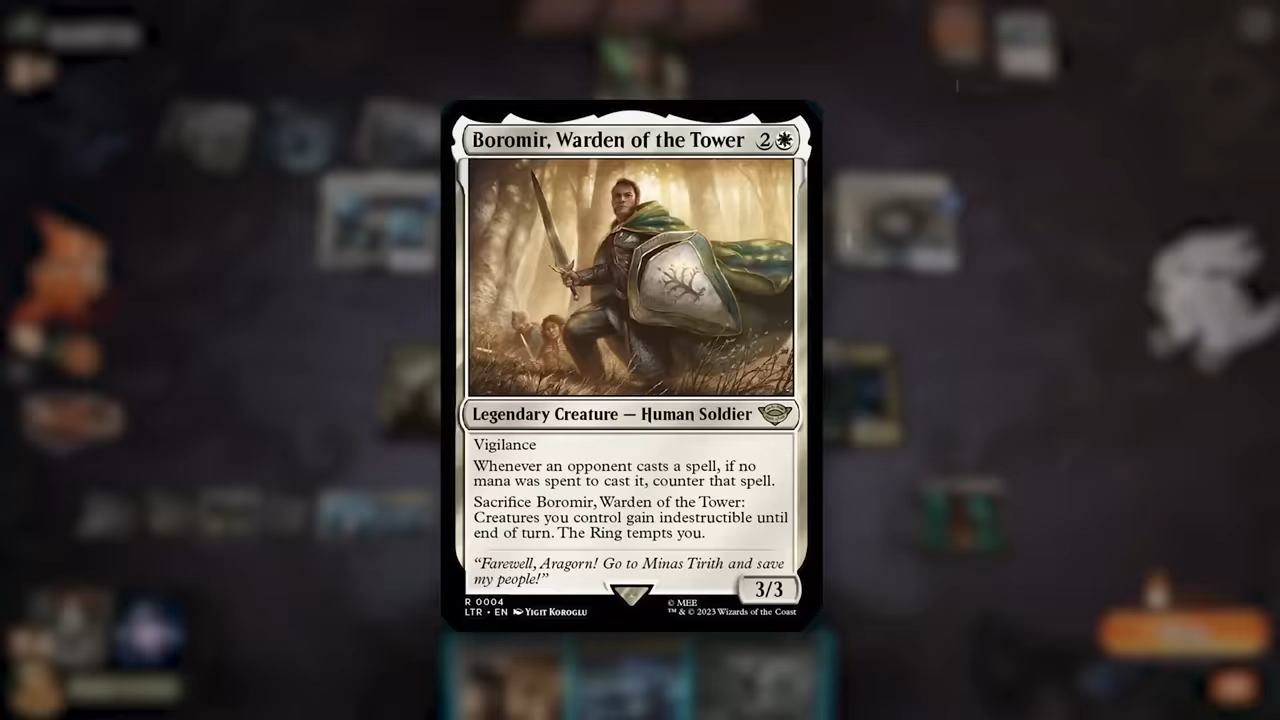 Boromir, Warden of the Tower 2
Legendary Creature — Human Soldier
Vigilance
Whenever an opponent casts a spell, if no
mana was spent to cast it, counter that spell.
Sacrifice Boromir, Warden of the Tower:
Creatures you control gain indestructible until
end of turn. The Ring tempts you.
“Farewell, Aragorn! Go to Minas Tirith and save
my people!”
3/3
R 0004
LTR • EN Yigit Koroglu
© MEE
™ & © 2023 Wizards of the Coast